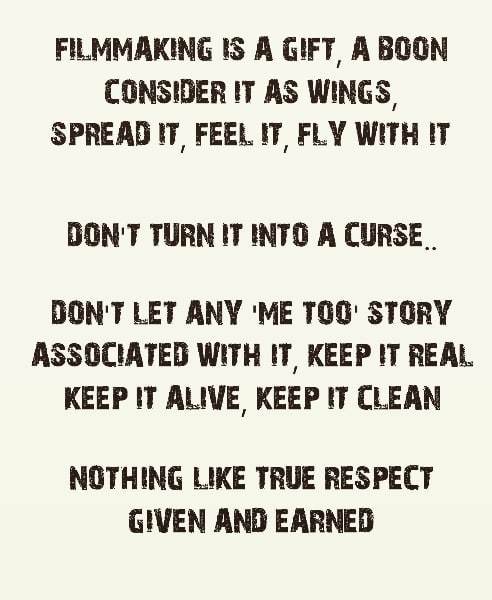 FILMMAKING IS A GIFT, A BOON
CONSIDER IT AS WINGS,
SPREAD IT, FEEL IT, FLY WITH IT
DON'T TURN IT INTO A CURSE..
DON'T LET ANY 'ME TOO' STORY
ASSOCIATED WITH IT, KEEP IT REAL
KEEP IT ALIVE, KEEP IT CLEAN
NOTHING LIKE TRUE RESPECT
GIVEN AND EARNED